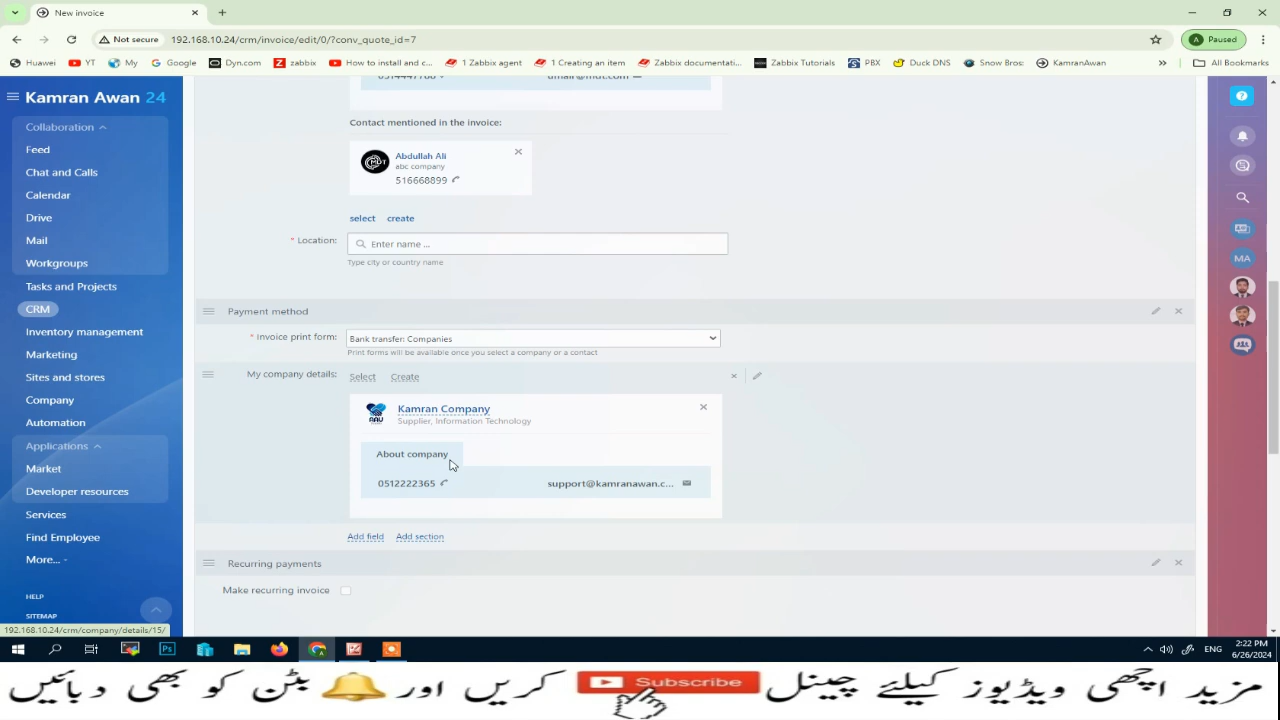 New invoice
Not secure 192.168.10.24/crm/invoice/edit/0/?conv_quote_id=7
A Paused
Huawei YT My Google Dyn.com zabbix How to install and c... 1 Zabbix agent 1 Creating an item Zabbix documentati... Zabbix Tutorials PBX Duck DNS Snow Bros: KamranAwan All Bookmarks
Kamran Awan 24
Collaboration
Feed
Chat and Calls
Calendar
Drive
Mail
Workgroups
Tasks and Projects
CRM
Inventory management
Marketing
Sites and stores
Company
Automation
Applications
Market
Developer resources
Services
Find Employee
More...
HELP
SITEMAP
Contact mentioned in the invoice:
Abdullah Ali
abc company
516668899
select create
* Location: Enter name ...
Type city or country name
Payment method
* Invoice print form: Bank transfer: Companies
Print forms will be available once you select a company or a contact
My company details: Select Create
Kamran Company
Supplier, Information Technology
About company
0512222365 support@kamranawan.c...
Add field Add section
Recurring payments
Make recurring invoice
MA
192.168.10.24/crm/company/details/15/
ENG
2:22 PM
6/26/2024
مزید اچھی ویڈیوز کیلئے چینل Subscribe کریں اور بٹن کو بھی دبائیں